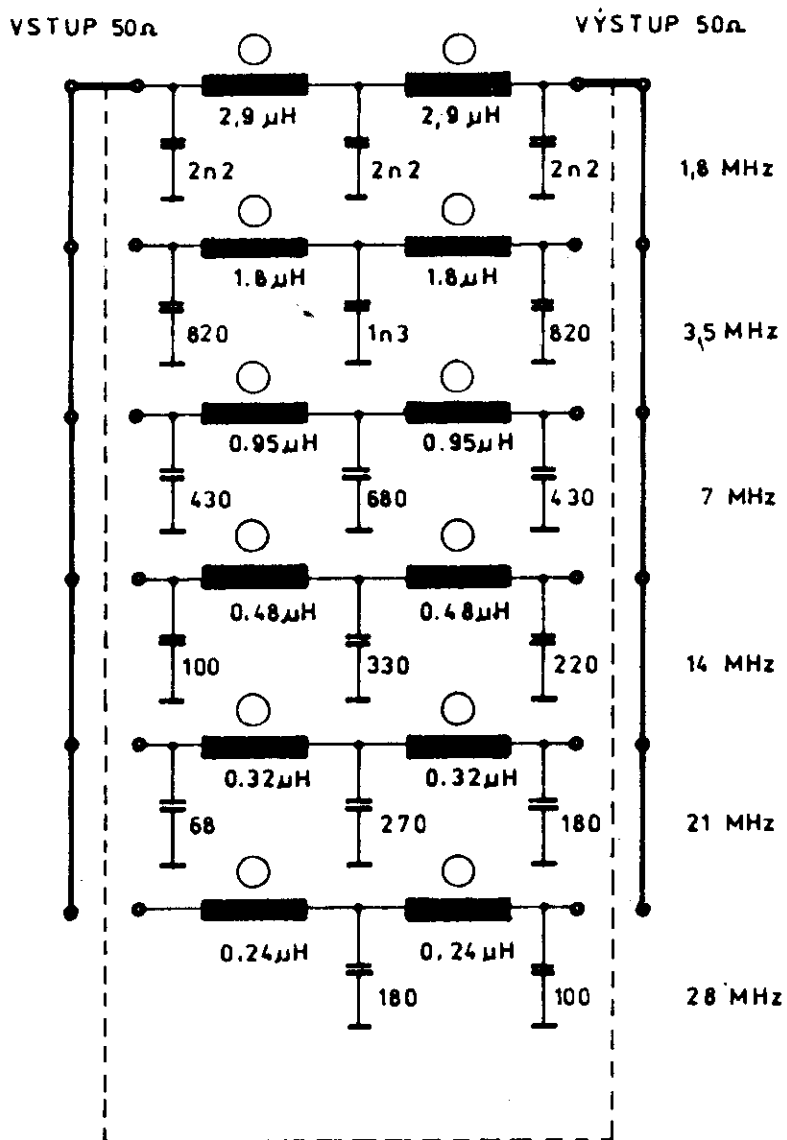 VSTUP 50Ω
VÝSTUP 50Ω
2,9 µH
2,9 µH
2n2
2n2
2n2
1,8 MHz
1.8µH
1.8µH
820
1n3
820
3,5 MHz
0.95µH
0.95µH
430
680
430
7 MHz
0.48µH
0.48µH
100
330
220
14 MHz
0.32µH
0.32µH
68
270
180
21 MHz
0.24µH
0.24µH
180
100
28 MHz